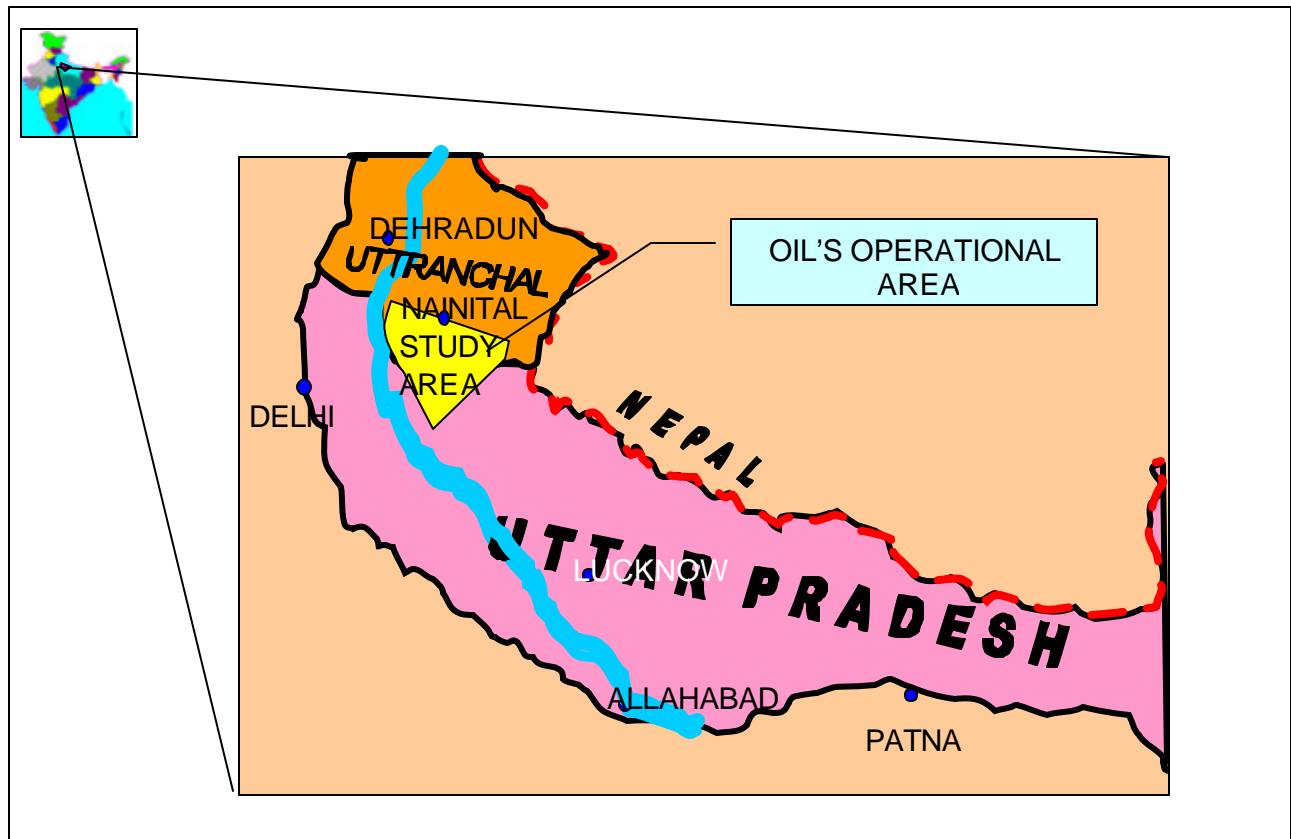 DEHRADUN
UTTRANCHAL
OIL'S OPERATIONAL
AREA
NAINITAL
STUDY
AREA
DELHI
NEPAL
UTTAR PRADESH
LUCKNOW
ALLAHABAD
PATNA